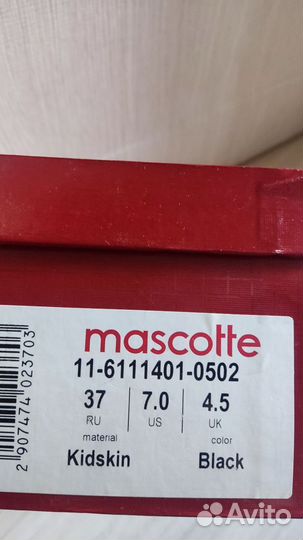 mascotte
11-6111401-0502
37 7.0 4.5
RU US UK
material color
Kidskin Black
2 907474 023703
Avito